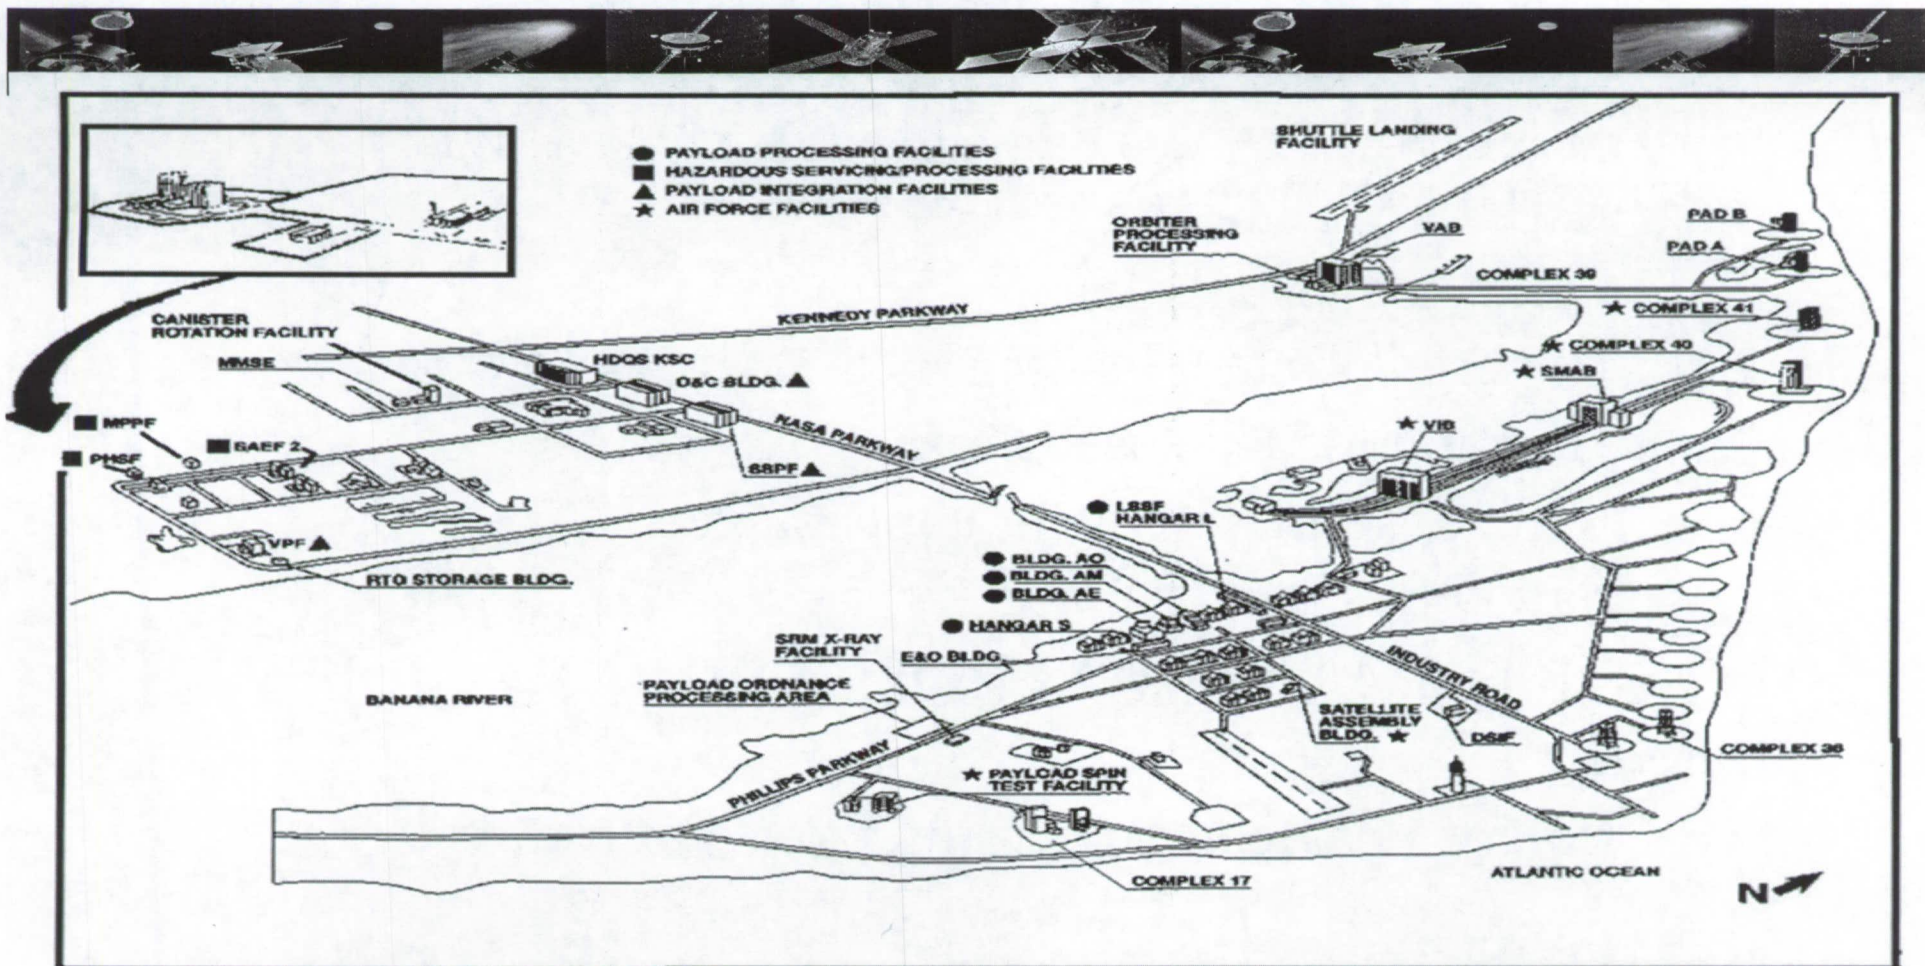 SHUTTLE LANDING
FACILITY
PAYLOAD PROCESSING FACILITIES
HAZARDOUS SERVICING/PROCESSING FACILITIES
PAYLOAD INTEGRATION FACILITIES
AIR FORCE FACILITIES
ORBITER
PROCESSING
FACILITY
VAB
PAD B
PAD A
COMPLEX 39
COMPLEX 41
COMPLEX 40
SMAB
VIB
KENNEDY PARKWAY
CANISTER
ROTATION FACILITY
MMSE
HDQS KSC
O&C BLDG.
NASA PARKWAY
MPPF
SAEF 2
PHSF
SSPF
VPF
RTG STORAGE BLDG.
LSSF
HANGAR L
BLDG. AO
BLDG. AM
BLDG. AE
HANGAR S
E&O BLDG.
SRM X-RAY
FACILITY
PAYLOAD ORDNANCE
PROCESSING AREA
BANANA RIVER
INDUSTRY ROAD
SATELLITE
ASSEMBLY
BLDG.
DSIF
COMPLEX 36
PHILLIPS PARKWAY
PAYLOAD SPIN
TEST FACILITY
COMPLEX 17
ATLANTIC OCEAN
N